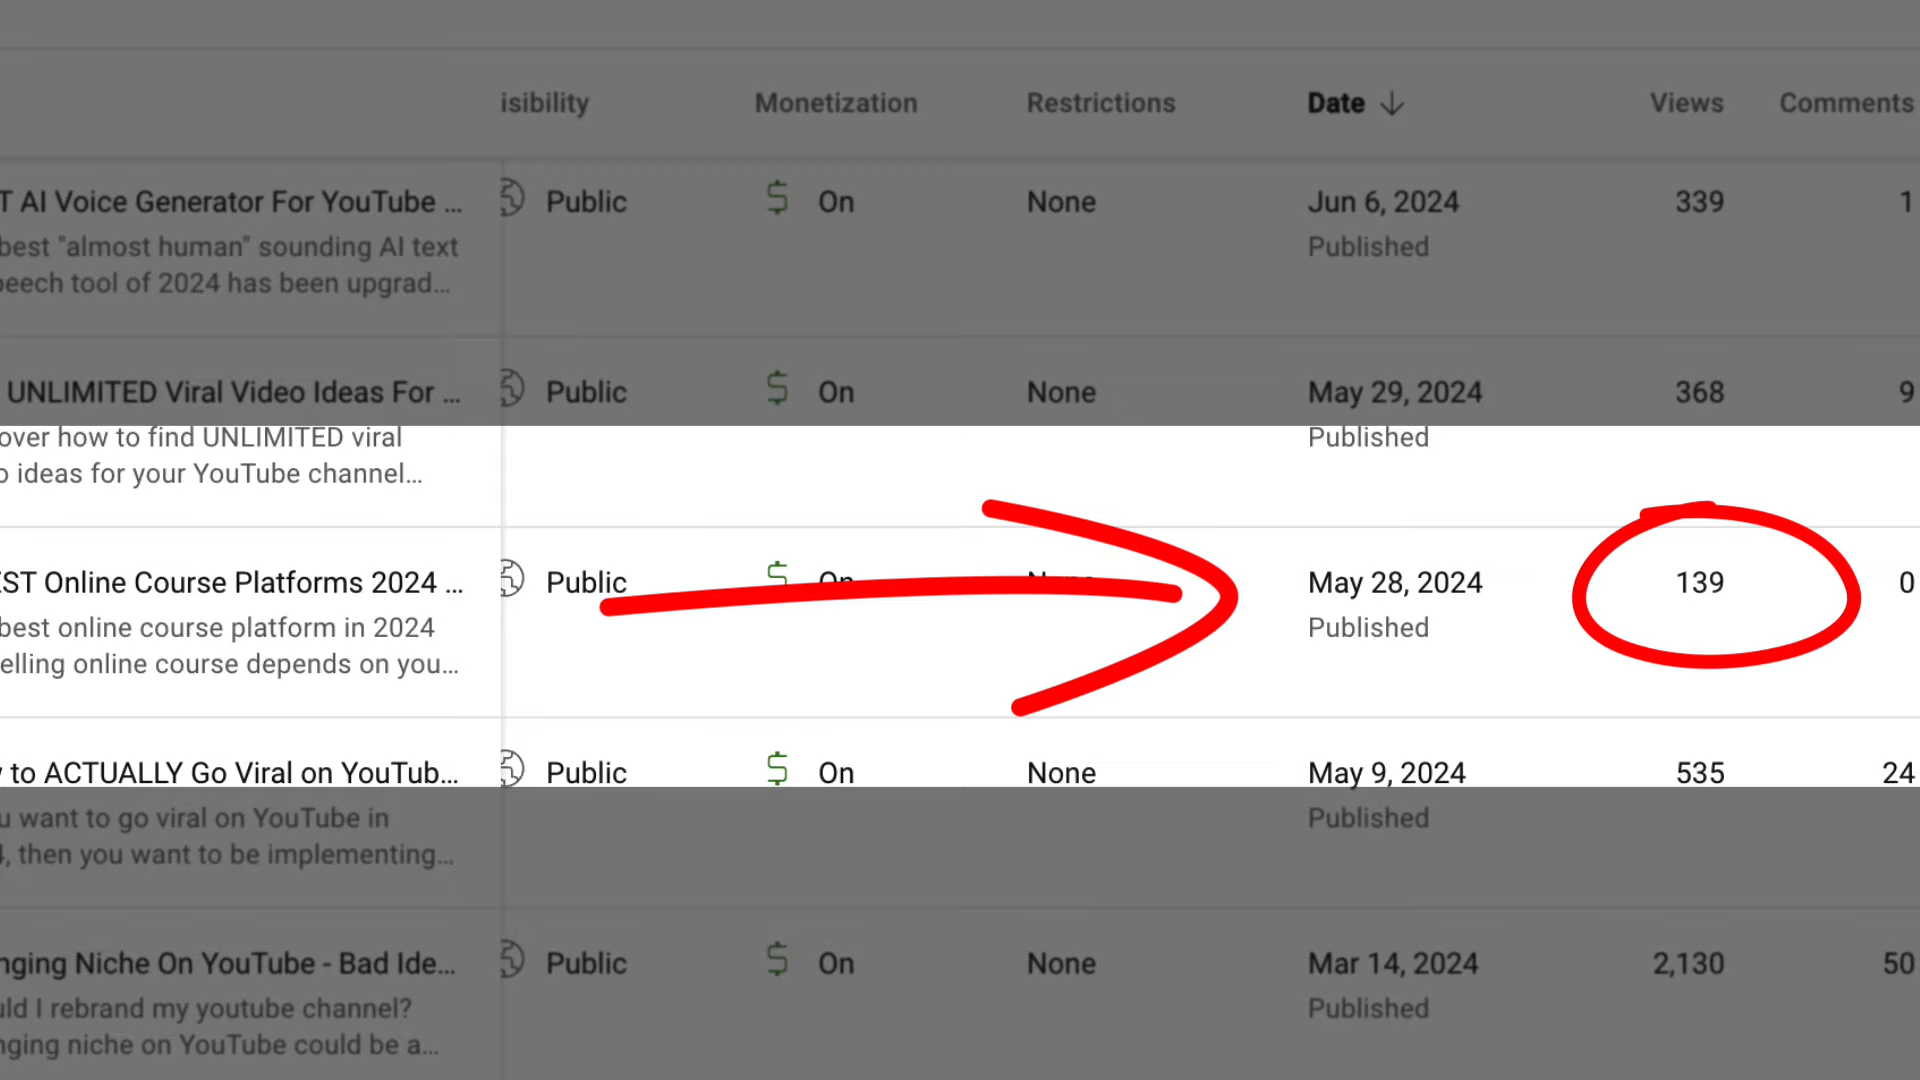 isibility Monetization Restrictions Date Views Comments
T AI Voice Generator For YouTube ... Public On None Jun 6, 2024 339 1
best "almost human" sounding AI text Published
peech tool of 2024 has been upgrad...
UNLIMITED Viral Video Ideas For ... Public On None May 29, 2024 368 9
over how to find UNLIMITED viral Published
o ideas for your YouTube channel...
EST Online Course Platforms 2024 ... Public On None May 28, 2024 139 0
best online course platform in 2024 Published
elling online course depends on you...
w to ACTUALLY Go Viral on YouTub... Public On None May 9, 2024 535 24
u want to go viral on YouTube in Published
4, then you want to be implementing...
nging Niche On YouTube - Bad Ide... Public On None Mar 14, 2024 2,130 50
uld I rebrand my youtube channel? Published
nging niche on YouTube could be a...